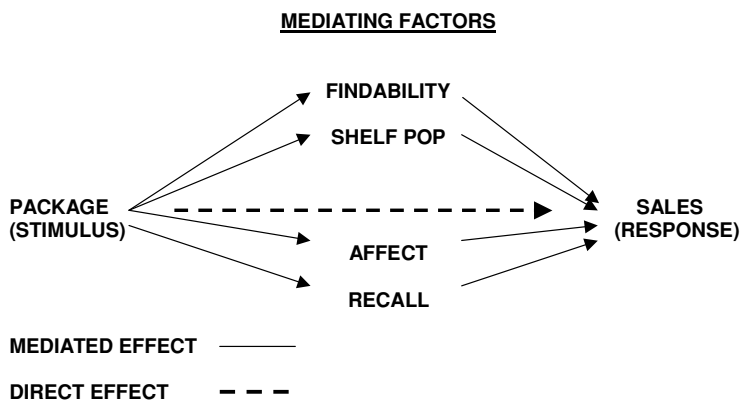 MEDIATING FACTORS
FINDABILITY
SHELF POP
PACKAGE
(STIMULUS)
SALES
(RESPONSE)
AFFECT
RECALL
MEDIATED EFFECT
DIRECT EFFECT